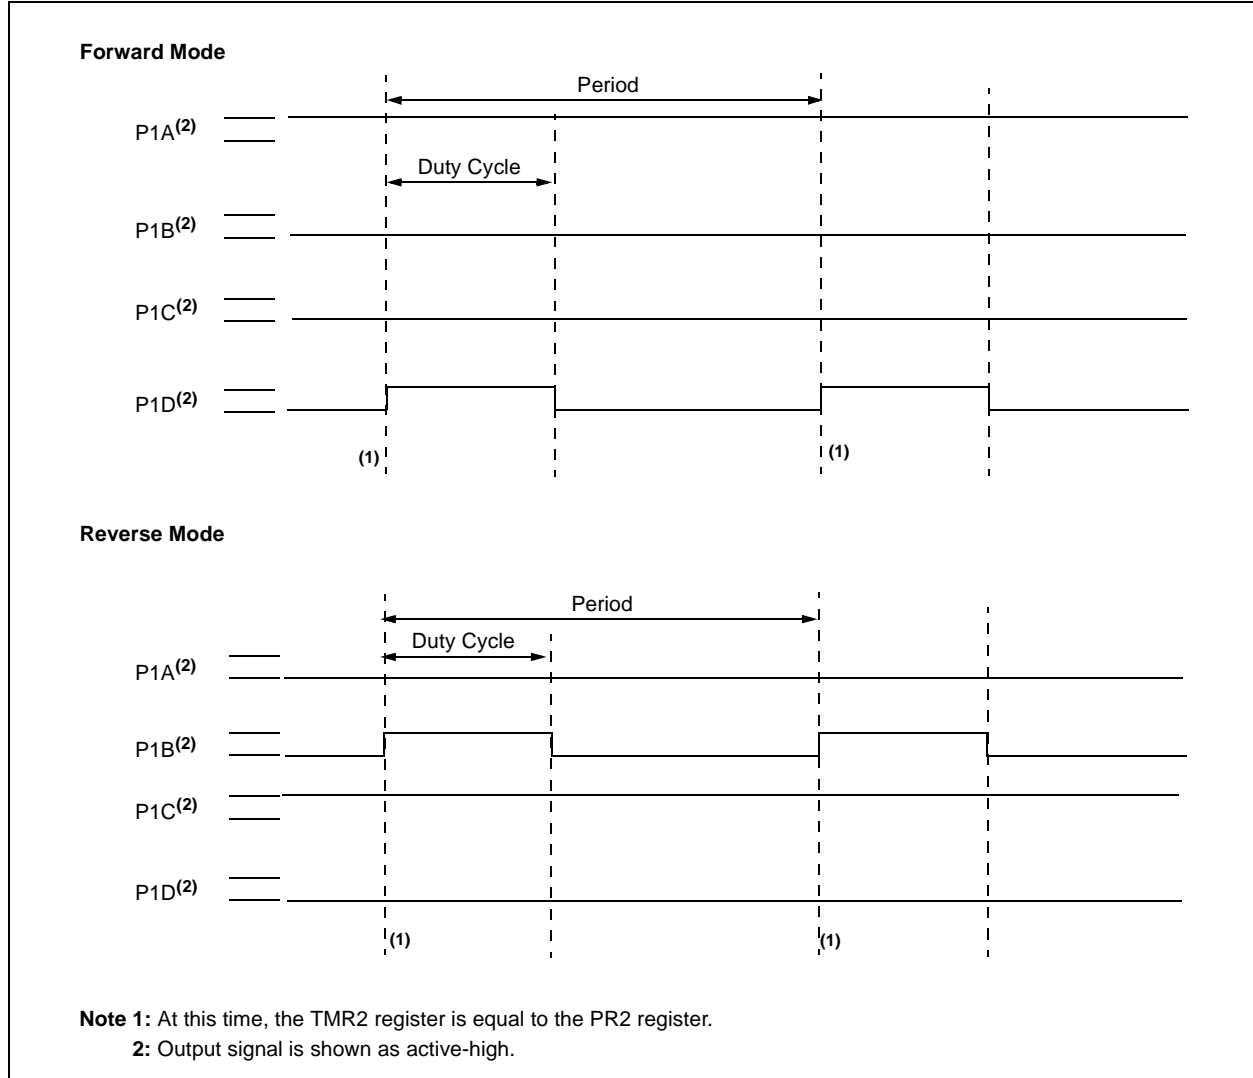 Forward Mode
Period
P1A(2)
Duty Cycle
P1B(2)
P1C(2)
P1D(2)
(1) (1)
Reverse Mode
Period
Duty Cycle
P1A(2)
P1B(2)
P1C(2)
P1D(2)
(1) (1)
Note 1: At this time, the TMR2 register is equal to the PR2 register.
2: Output signal is shown as active-high.